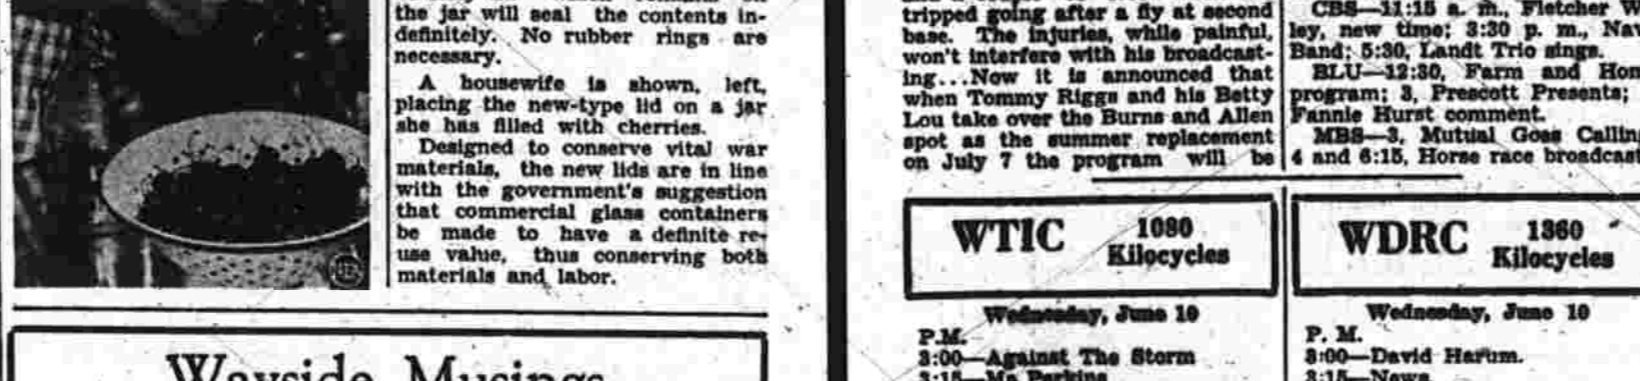 the jar will seal the contents in-
definitely. No rubber rings are
necessary.
A housewife is shown, left,
placing the new-type lid on a jar
she has filled with cherries.
Designed to conserve vital war
materials, the new lids are in line
with the government's suggestion
that commercial glass containers
be made to have a definite re-
use value, thus conserving both
materials and labor.
Wayside Musings
tripped going after a fly at second
base. The injuries, while painful,
won't interfere with his broadcast-
ing...Now it is announced that
when Tommy Riggs and his Betty
Lou take over the Burns and Allen
spot as the summer replacement
on July 7 the program will be
CBS—11:15 a. m., Fletcher
ley, new time; 3:30 p. m.,
Band; 5:30, Landt Trio sings.
BLU—12:30, Farm and
program; 3, Prescott Presents;
Fannie Hurst comment.
MBS—3, Mutual Goes
4 and 6:15, Horse race
WTIC 1080
Kilocycles
Wednesday, June 10
P.M.
3:00—Against The Storm
3:15—Ma Perkins
WDRC 1360
Kilocycles
Wednesday, June 10
P. M.
3:00—David Harum.
3:15—News